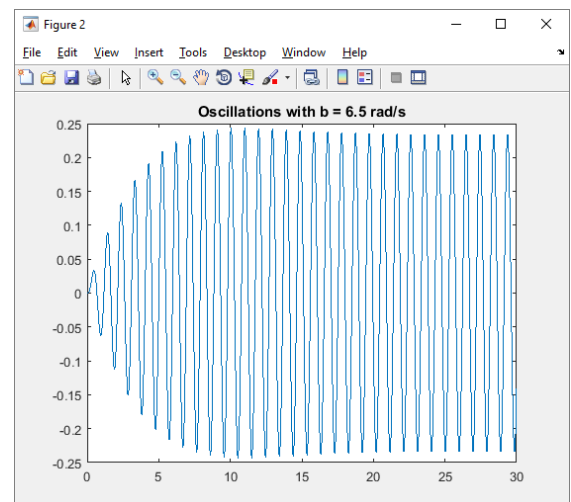 Figure 2
File Edit View Insert Tools Desktop Window Help
Oscillations with b = 6.5 rad/s
0.25
0.2
0.15
0.1
0.05
0
-0.05
-0.1
-0.15
-0.2
-0.25
0 5 10 15 20 25 30